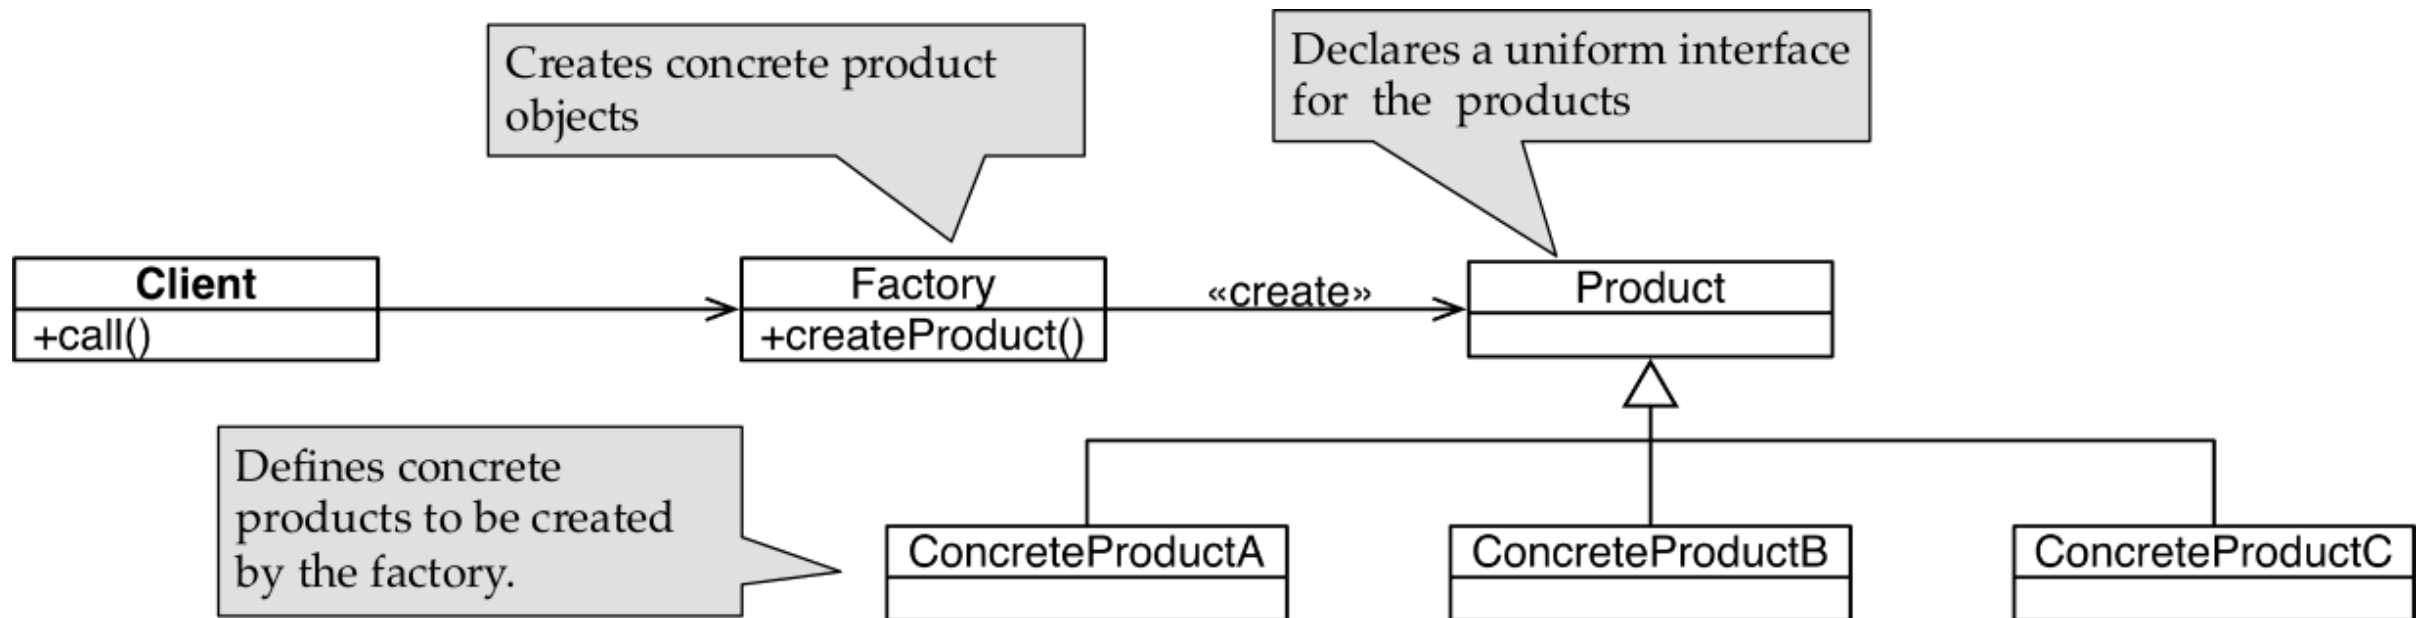 Creates concrete product
objects
Declares a uniform interface
for the products
Client
+call()
Factory
+createProduct()
«create»
Product
Defines concrete
products to be created
by the factory.
ConcreteProductA
ConcreteProductB
ConcreteProductC